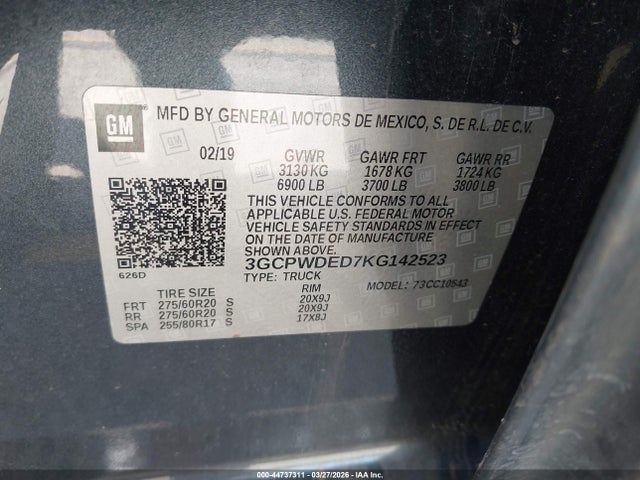 GM
MFD BY GENERAL MOTORS DE MEXICO, S. DE R.L. DE C.V.
02/19 GVWR GAWR FRT GAWR RR
3130 KG 1678 KG 1724 KG
6900 LB 3700 LB 3800 LB
THIS VEHICLE CONFORMS TO ALL
APPLICABLE U.S. FEDERAL MOTOR
VEHICLE SAFETY STANDARDS IN EFFECT
ON THE DATE OF MANUFACTURE
SHOWN ABOVE.
626D
3GCPWDED7KG142523
TYPE: TRUCK MODEL: 73CC10543
TIRE SIZE RIM
FRT 275/60R20 S 20X9J
RR 275/60R20 S 20X9J
SPA 255/80R17 S 17X8J
000-44737311 - 03/27/2026 - IAA Inc.